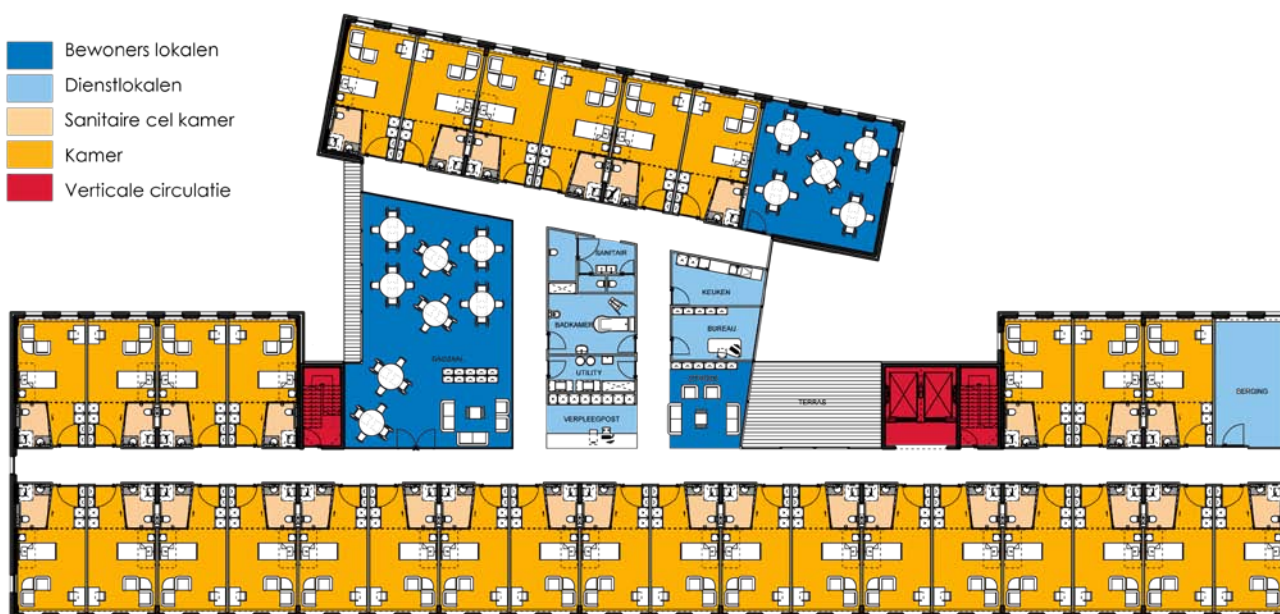 Bewoners lokalen
Dienstlokalen
Sanitaire cel kamer
Kamer
Verticale circulatie
SANITAIR
KEUKEN
BADKAMER
BUREAU
DAGZAAL
UTILITY
TERRAS
BERGING
VERPLEEGPOST